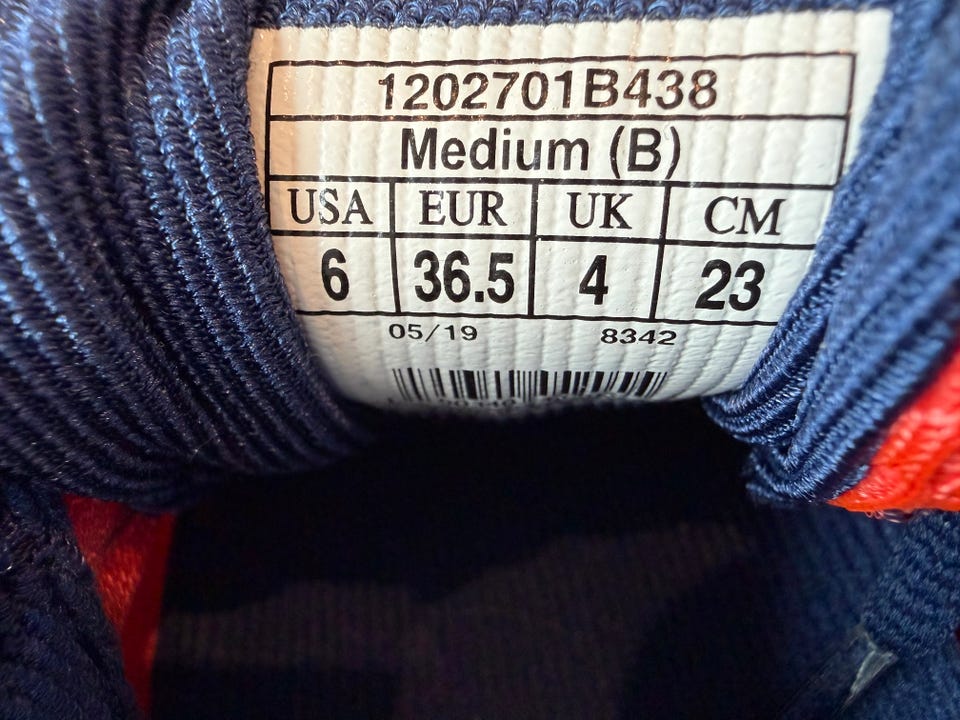 1202701B438
Medium (B)
USA EUR UK CM
6 36.5 4 23
05/19 8342